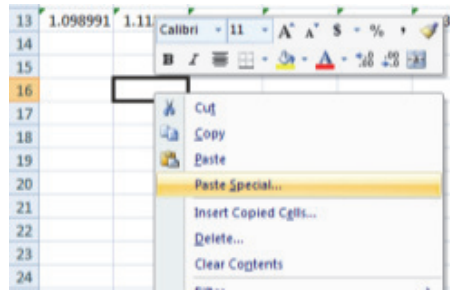 13 1.098991 1.11
Calibri 11 A A $ % ,
14
B I A
15
16
17 Cut
18 Copy
19 Paste
20 Paste Special...
21 Insert Copied Cells...
22 Delete...
23 Clear Contents
24